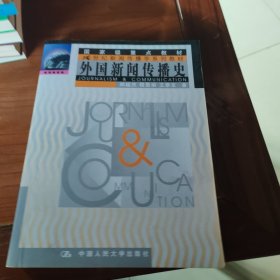 国家级重点教材
21世纪新闻传播学系列教材
外国新闻传播史
JOURNALISM & COMMUNICATION
JOURNALISM
&
COMMUNICATION
中国人民大学出版社